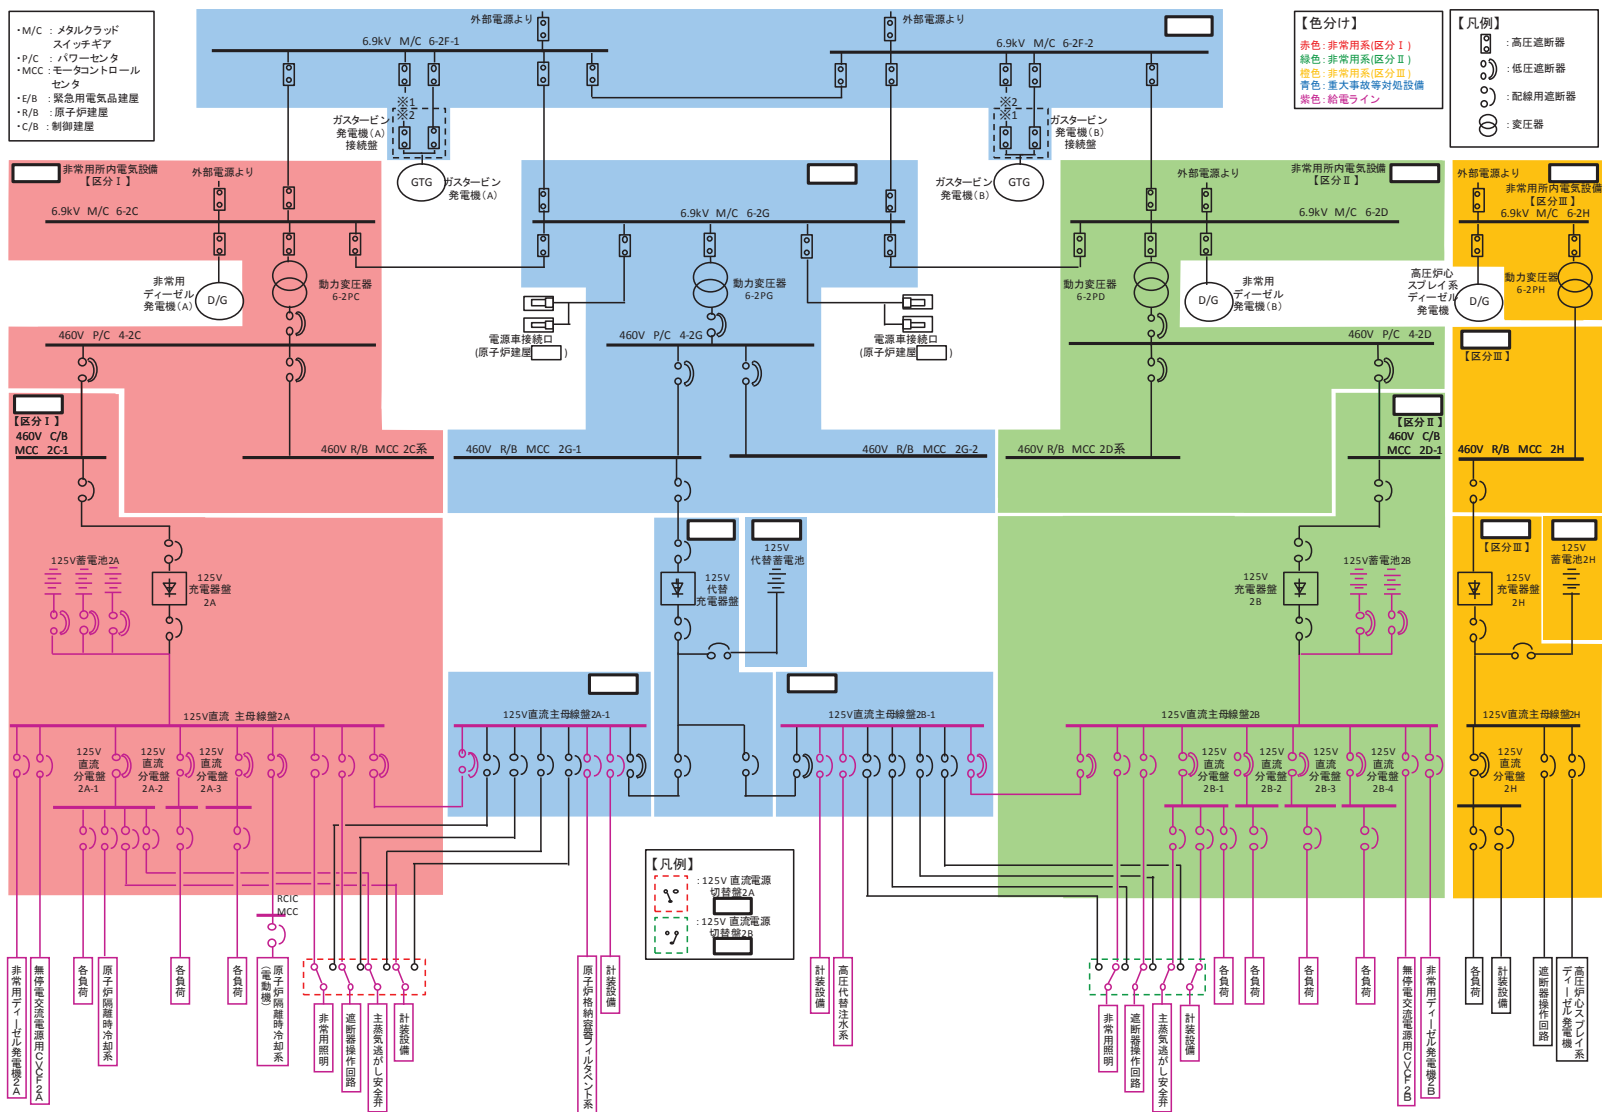 ・M/C : メタルクラッド
スイッチギア
・P/C : パワーセンタ
・MCC : モータコントロール
センタ
・E/B : 緊急用電気品建屋
・R/B : 原子炉建屋
・C/B : 制御建屋
外部電源より
6.9kV M/C 6-2F-1
外部電源より
6.9kV M/C 6-2F-2
【色分け】
赤色:非常用系(区分Ⅰ)
緑色:非常用系(区分Ⅱ)
橙色:非常用系(区分Ⅲ)
青色:重大事故等対処設備
紫色:給電ライン
【凡例】
:高圧遮断器
:低圧遮断器
:配線用遮断器
:変圧器
※1
※2
ガスタービン
発電機(A)
接続盤
GTG
ガスタービン
発電機(A)
※2
※1
ガスタービン
発電機(B)
接続盤
GTG
ガスタービン
発電機(B)
非常用所内電気設備
【区分Ⅰ】
外部電源より
6.9kV M/C 6-2C
非常用
ディーゼル
発電機(A)
D/G
動力変圧器
6-2PC
460V P/C 4-2C
6.9kV M/C 6-2G
動力変圧器
6-2PG
電源車接続口
(原子炉建屋 )
460V P/C 4-2G
電源車接続口
(原子炉建屋 )
外部電源より
非常用所内電気設備
【区分Ⅱ】
6.9kV M/C 6-2D
動力変圧器
6-2PD
D/G
非常用
ディーゼル
発電機(B)
460V P/C 4-2D
外部電源より
非常用所内電気設備
【区分Ⅲ】
6.9kV M/C 6-2H
高圧炉心
スプレイ系
ディーゼル
発電機
D/G
動力変圧器
6-2PH
【区分Ⅲ】
【区分Ⅰ】
460V C/B
MCC 2C-1
460V R/B MCC 2C系
460V R/B MCC 2G-1
460V R/B MCC 2G-2
460V R/B MCC 2D系
【区分Ⅱ】
460V C/B
MCC 2D-1
460V R/B MCC 2H
125V蓄電池2A
125V
充電器盤
2A
125V
代替
充電器盤
125V
代替蓄電池
125V
充電器盤
2B
125V蓄電池2B
【区分Ⅲ】
125V
充電器盤
2H
125V
蓄電池2H
125V直流 主母線盤2A
125V直流主母線盤2A-1
125V直流主母線盤2B-1
125V直流主母線盤2B
125V直流主母線盤2H
125V
直流
分電盤
2A-1
125V
直流
分電盤
2A-2
125V
直流
分電盤
2A-3
125V
直流
分電盤
2B-1
125V
直流
分電盤
2B-2
125V
直流
分電盤
2B-3
125V
直流
分電盤
2B-4
125V
直流
分電盤
2H
RCIC
MCC
【凡例】
:125V 直流電源
切替盤2A
:125V 直流電源
切替盤2B
非常用ディーゼル発電機2A
無停電交流電源用CVCF2A
各負荷
原子炉隔離時冷却系
各負荷
各負荷
原子炉隔離時冷却系
(電動機)
非常用照明
遮断器操作回路
主蒸気逃がし安全弁
計装設備
原子炉格納容器フィルタベント系
計装設備
計装設備
高圧代替注水系
非常用照明
遮断器操作回路
主蒸気逃がし安全弁
計装設備
各負荷
各負荷
各負荷
各負荷
無停電交流電源用CVCF2B
非常用ディーゼル発電機2B
各負荷
計装設備
遮断器操作回路
高圧炉心スプレイ系
ディーゼル発電機